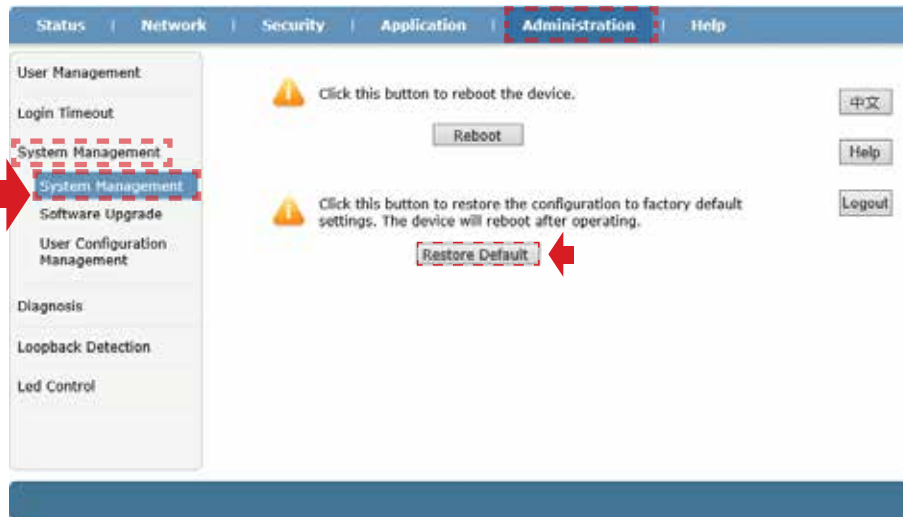 Status | Network | Security | Application | Administration | Help
User Management
Login Timeout
System Management
System Management
Software Upgrade
User Configuration
Management
Diagnosis
Loopback Detection
Led Control
Click this button to reboot the device.
Reboot
Click this button to restore the configuration to factory default
settings. The device will reboot after operating.
Restore Default
中文
Help
Logout